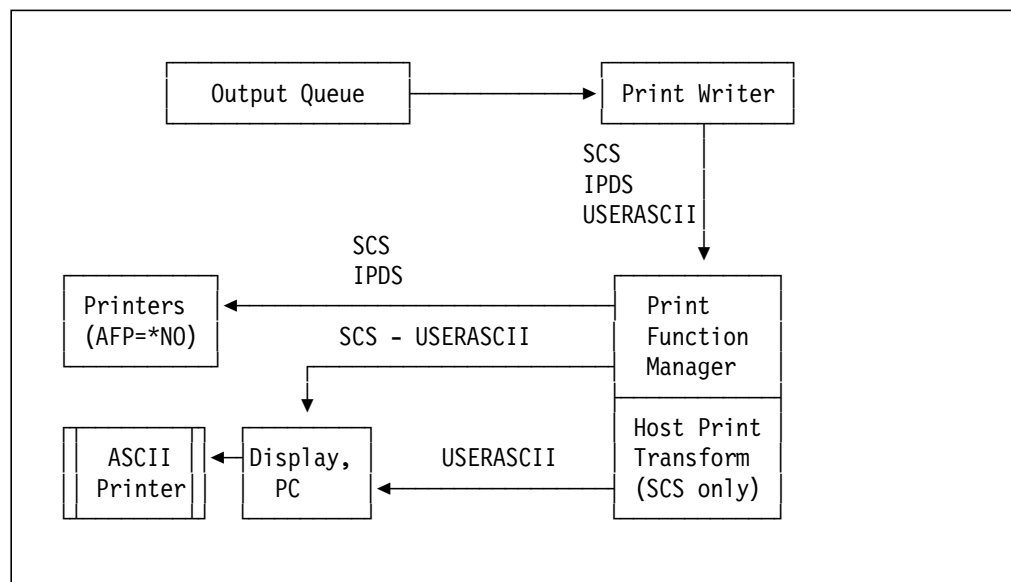 Output Queue
Print Writer
SCS
IPDS
USERASCII
SCS
IPDS
Printers
(AFP=*NO)
Print
Function
Manager
SCS - USERASCII
Host Print
Transform
(SCS only)
USERASCII
Display,
PC
ASCII
Printer